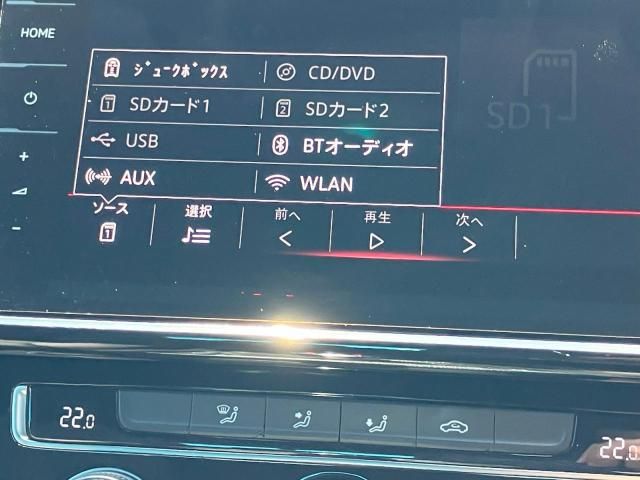 HOME
ジュークボックス CD/DVD
SDカード1 SDカード2
USB BTオーディオ
AUX WLAN
SD1
ソース 選択 前へ 再生 次へ
22.0 22.0